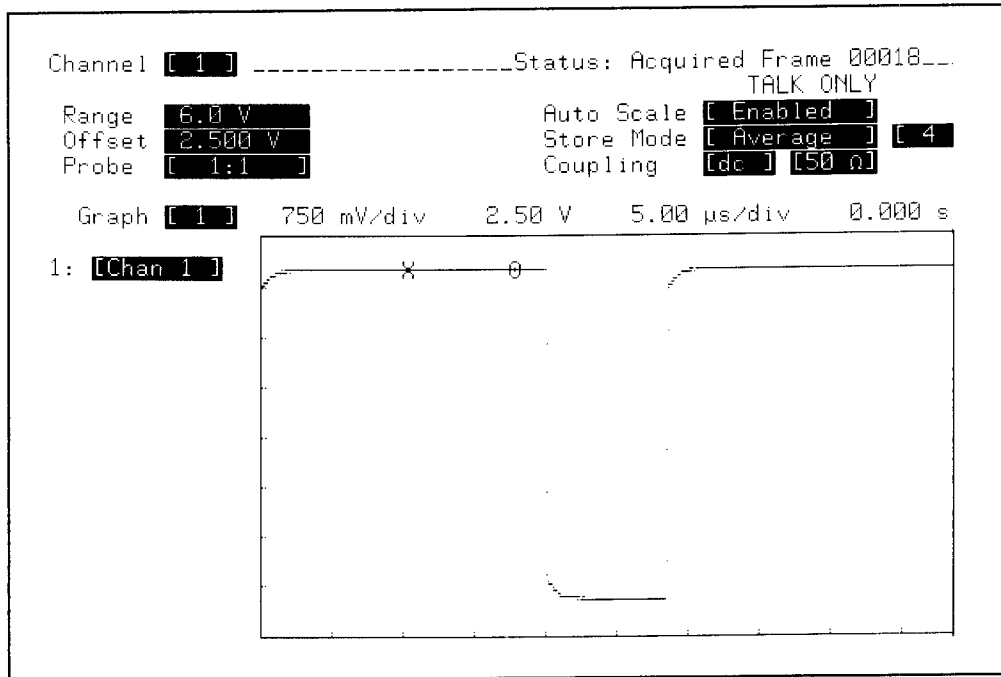 Channel [ 1 ] __________________Status: Acquired Frame 00018__
TALK ONLY
Range 6.0 V Auto Scale [ Enabled ]
Offset 2.500 V Store Mode [ Average ] [ 4
Probe [ 1:1 ] Coupling [dc ] [50 Ω]
Graph [ 1 ] 750 mV/div 2.50 V 5.00 µs/div 0.000 s
1: [Chan 1 ]
X O